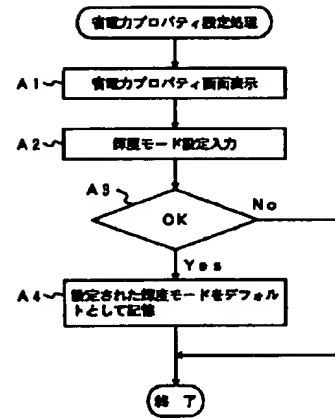 省電力プロパティ設定処理
A1
省電力プロパティ画面表示
A2
輝度モード設定入力
A3
OK
No
Yes
A4
設定された輝度モードをデフォル
トとして記憶
終 了